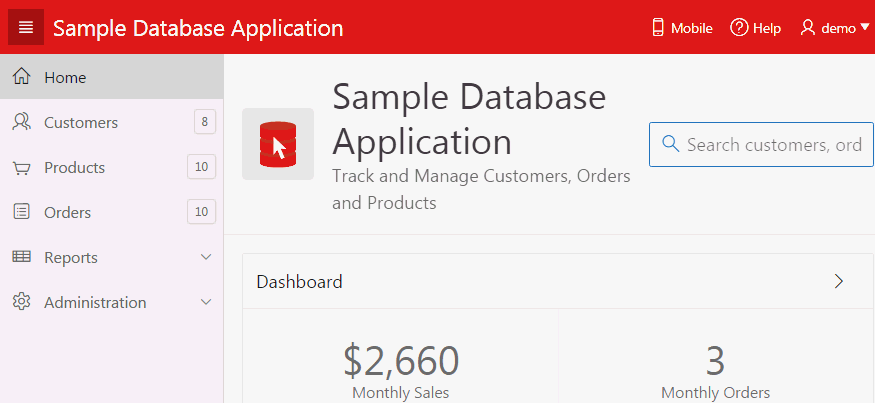 Sample Database Application
Mobile
Help
demo
Home
Customers 8
Products 10
Orders 10
Reports
Administration
Sample Database
Application
Track and Manage Customers, Orders
and Products
Search customers, ord
Dashboard
$2,660
Monthly Sales
3
Monthly Orders